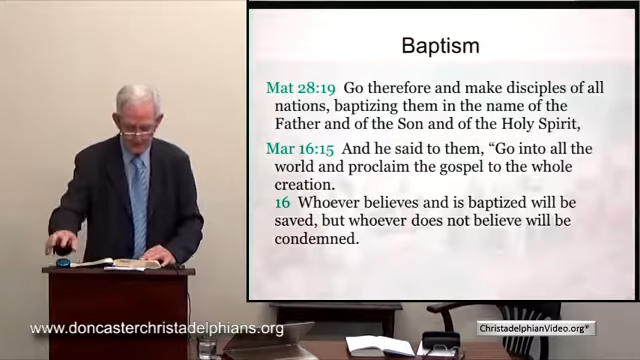 Baptism
Mat 28:19 Go therefore and make disciples of all
nations, baptizing them in the name of the
Father and of the Son and of the Holy Spirit,
Mar 16:15 And he said to them, “Go into all the
world and proclaim the gospel to the whole
creation.
16 Whoever believes and is baptized will be
saved, but whoever does not believe will be
condemned.
www.doncasterchristadelphians.org
ChristadelphianVideo.org®